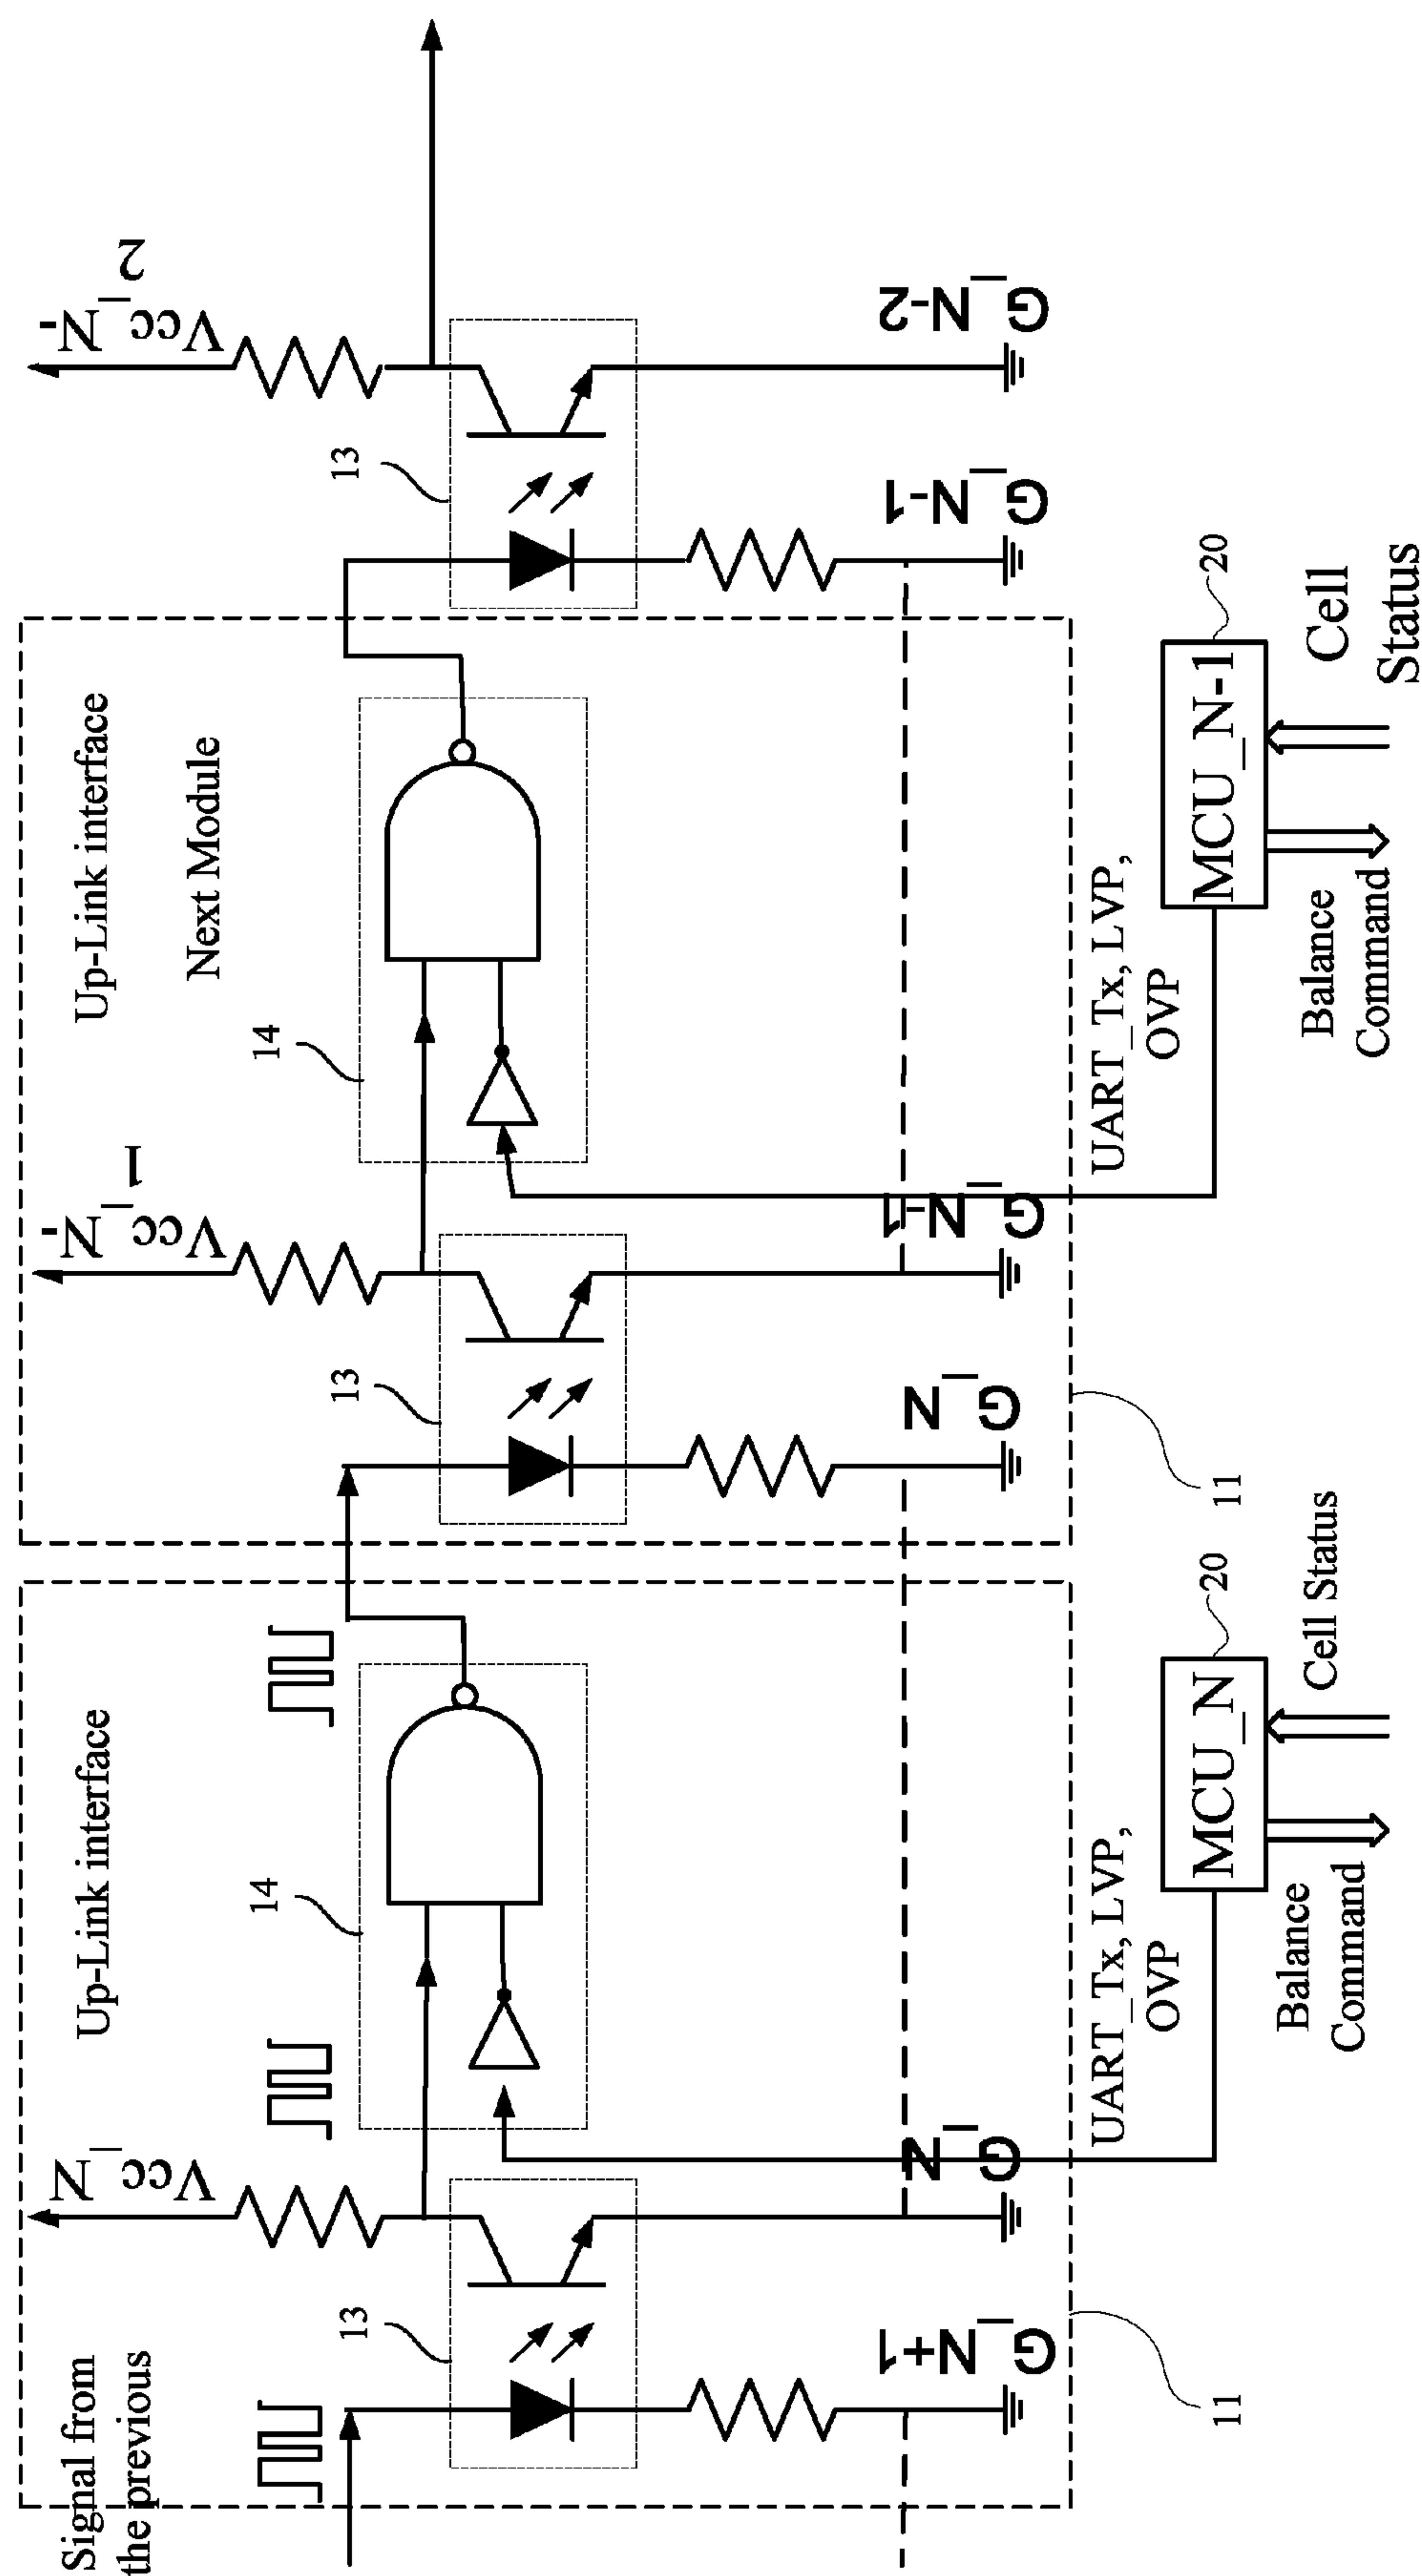 Signal from
the previous
Up-Link interface
Up-Link interface
Next Module
Vcc_N
Vcc_N-
1
Vcc_N-
2
13
14
13
14
13
G_N+1
G_N
G_N
G_N-1
G_N-1
G_N-2
11
11
UART_Tx, LVP,
OVP
UART_Tx, LVP,
OVP
MCU_N
20
MCU_N-1
20
Balance
Command
Cell Status
Balance
Command
Cell
Status